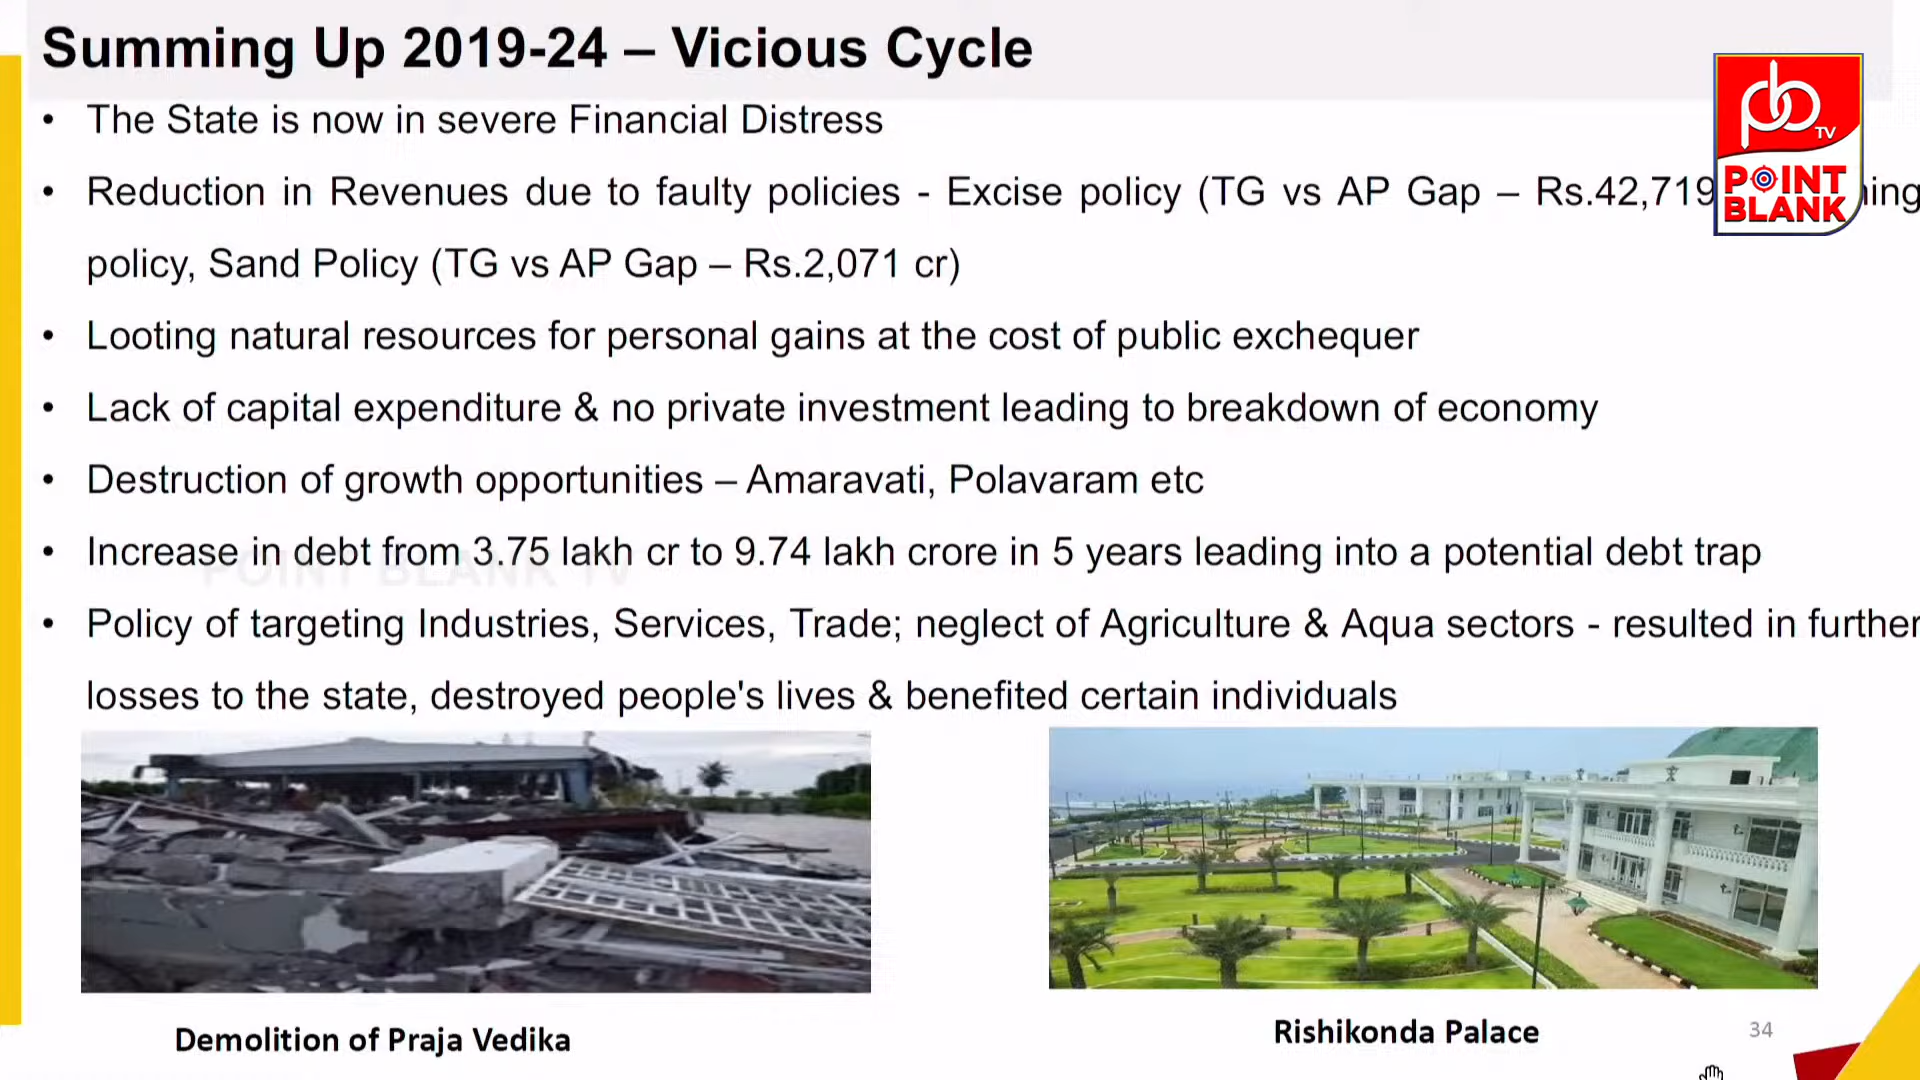 Summing Up 2019-24 – Vicious Cycle
• The State is now in severe Financial Distress
• Reduction in Revenues due to faulty policies - Excise policy (TG vs AP Gap – Rs.42,719
policy, Sand Policy (TG vs AP Gap – Rs.2,071 cr)
• Looting natural resources for personal gains at the cost of public exchequer
• Lack of capital expenditure & no private investment leading to breakdown of economy
• Destruction of growth opportunities – Amaravati, Polavaram etc
• Increase in debt from 3.75 lakh cr to 9.74 lakh crore in 5 years leading into a potential debt trap
• Policy of targeting Industries, Services, Trade; neglect of Agriculture & Aqua sectors - resulted in further
losses to the state, destroyed people's lives & benefited certain individuals
Demolition of Praja Vedika
Rishikonda Palace
34
pb TV
POINT
BLANK
POINT BLANK TV